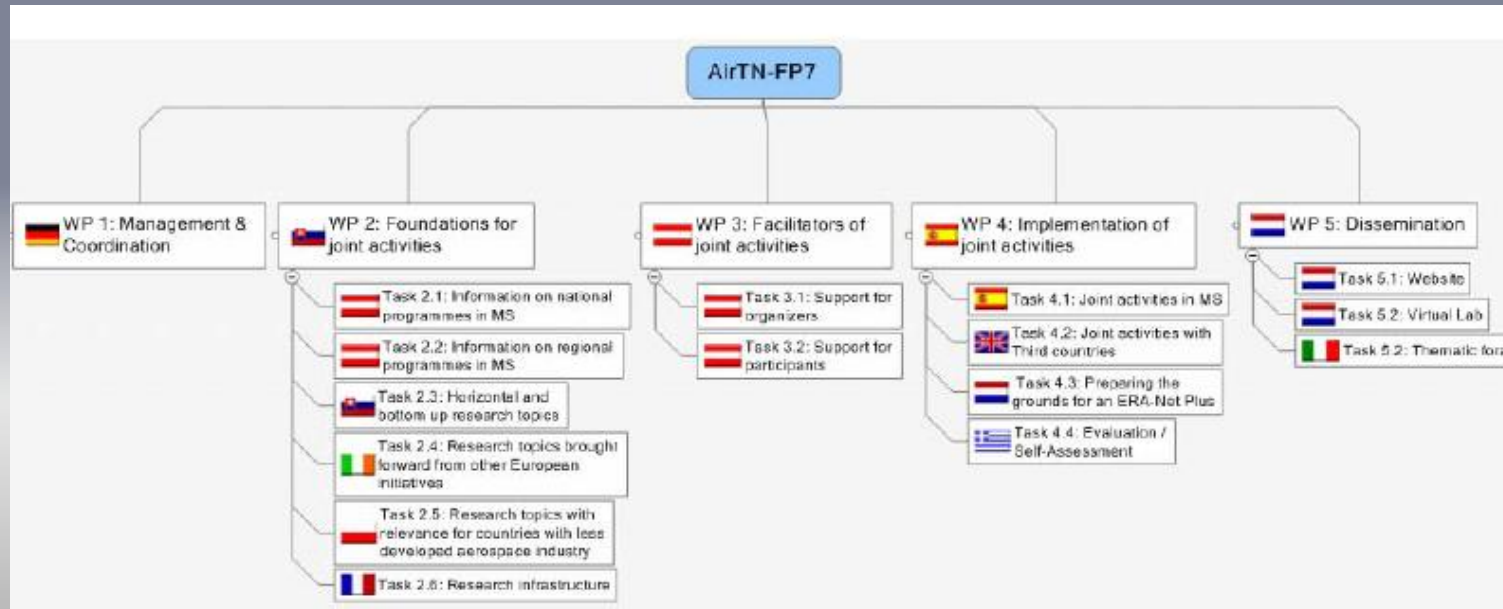 AirTN-FP7
WP 1: Management &
Coordination
WP 2: Foundations for
joint activities
Task 2.1: Information on national
programmes in MS
Task 2.2: Information on regional
programmes in MS
Task 2.3: Horizontal and
bottom up research topics
Task 2.4: Research topics brought
forward from other European
initiatives
Task 2.5: Research topics with
relevance for countries with less
developed aerospace industry
Task 2.6: Research infrastructure
WP 3: Facilitators of
joint activities
Task 3.1: Support for
organizers
Task 3.2: Support for
participants
WP 4: Implementation of
joint activities
Task 4.1: Joint activities in MS
Task 4.2: Joint activities with
Third countries
Task 4.3: Preparing the
grounds for an ERA-Net Plus
Task 4.4: Evaluation /
Self-Assessment
WP 5: Dissemination
Task 5.1: Website
Task 5.2: Virtual Lab
Task 5.2: Thematic